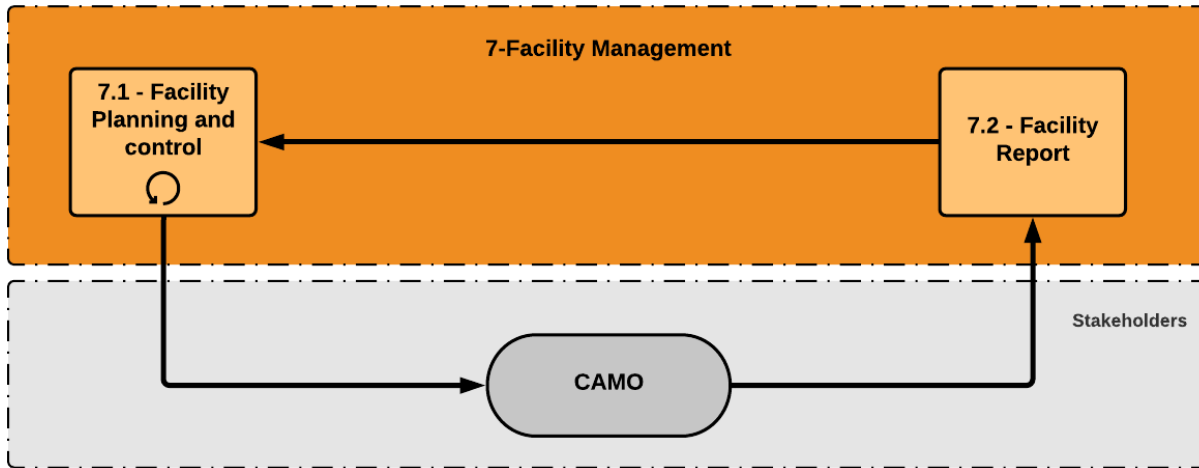 7-Facility Management
7.1 - Facility
Planning and
control
7.2 - Facility
Report
Stakeholders
CAMO